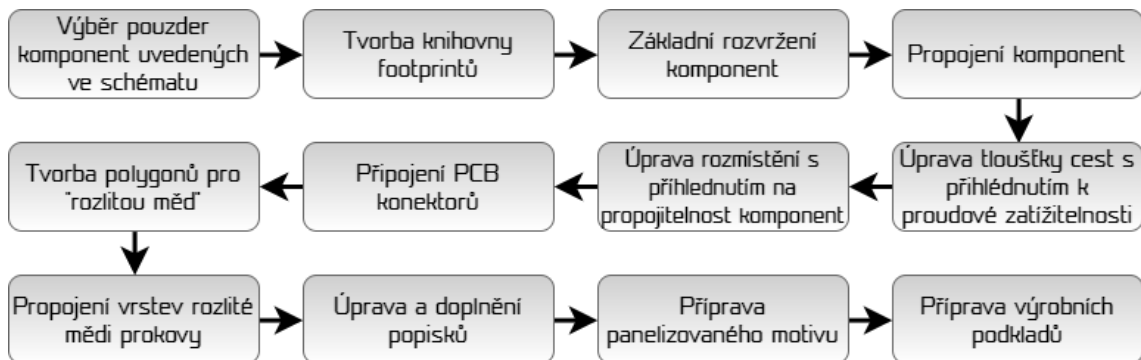 Výběr pouzder
komponent uvedených
ve schématu
Tvorba knihovny
footprintů
Základní rozvržení
komponent
Propojení komponent
Úprava tloušťky cest s
přihlédnutím k
proudové zatížitelnosti
Úprava rozmístění s
příhlednutím na
propojitelnost komponent
Připojení PCB
konektorů
Tvorba polygonů pro
"rozlitou měď"
Propojení vrstev rozlité
mědi prokovy
Úprava a doplnění
popisků
Příprava
panelizovaného motivu
Příprava výrobních
podkladů